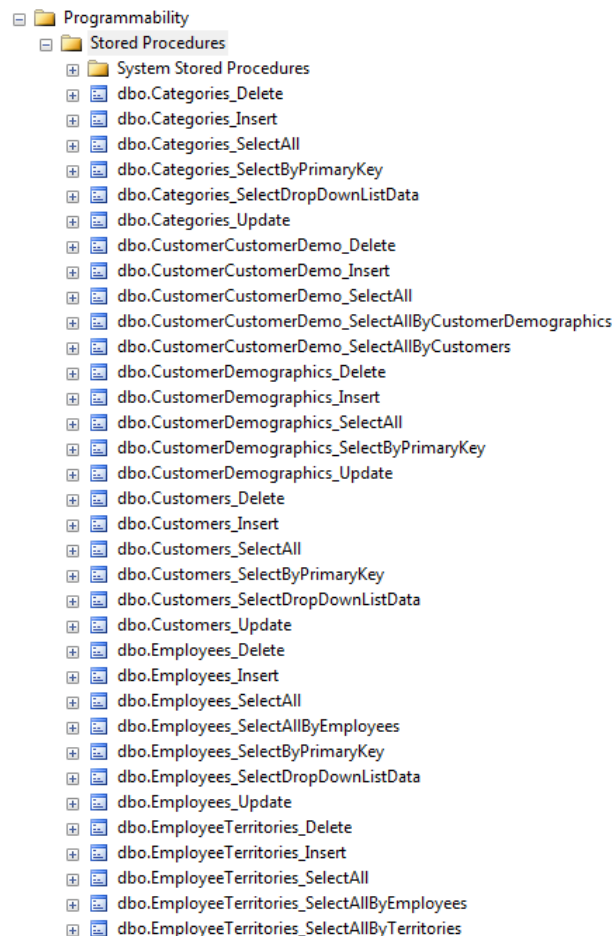 Programmability
Stored Procedures
System Stored Procedures
dbo.Categories_Delete
dbo.Categories_Insert
dbo.Categories_SelectAll
dbo.Categories_SelectByPrimaryKey
dbo.Categories_SelectDropDownListData
dbo.Categories_Update
dbo.CustomerCustomerDemo_Delete
dbo.CustomerCustomerDemo_Insert
dbo.CustomerCustomerDemo_SelectAll
dbo.CustomerCustomerDemo_SelectAllByCustomerDemographics
dbo.CustomerCustomerDemo_SelectAllByCustomers
dbo.CustomerDemographics_Delete
dbo.CustomerDemographics_Insert
dbo.CustomerDemographics_SelectAll
dbo.CustomerDemographics_SelectByPrimaryKey
dbo.CustomerDemographics_Update
dbo.Customers_Delete
dbo.Customers_Insert
dbo.Customers_SelectAll
dbo.Customers_SelectByPrimaryKey
dbo.Customers_SelectDropDownListData
dbo.Customers_Update
dbo.Employees_Delete
dbo.Employees_Insert
dbo.Employees_SelectAll
dbo.Employees_SelectAllByEmployees
dbo.Employees_SelectByPrimaryKey
dbo.Employees_SelectDropDownListData
dbo.Employees_Update
dbo.EmployeeTerritories_Delete
dbo.EmployeeTerritories_Insert
dbo.EmployeeTerritories_SelectAll
dbo.EmployeeTerritories_SelectAllByEmployees
dbo.EmployeeTerritories_SelectAllByTerritories